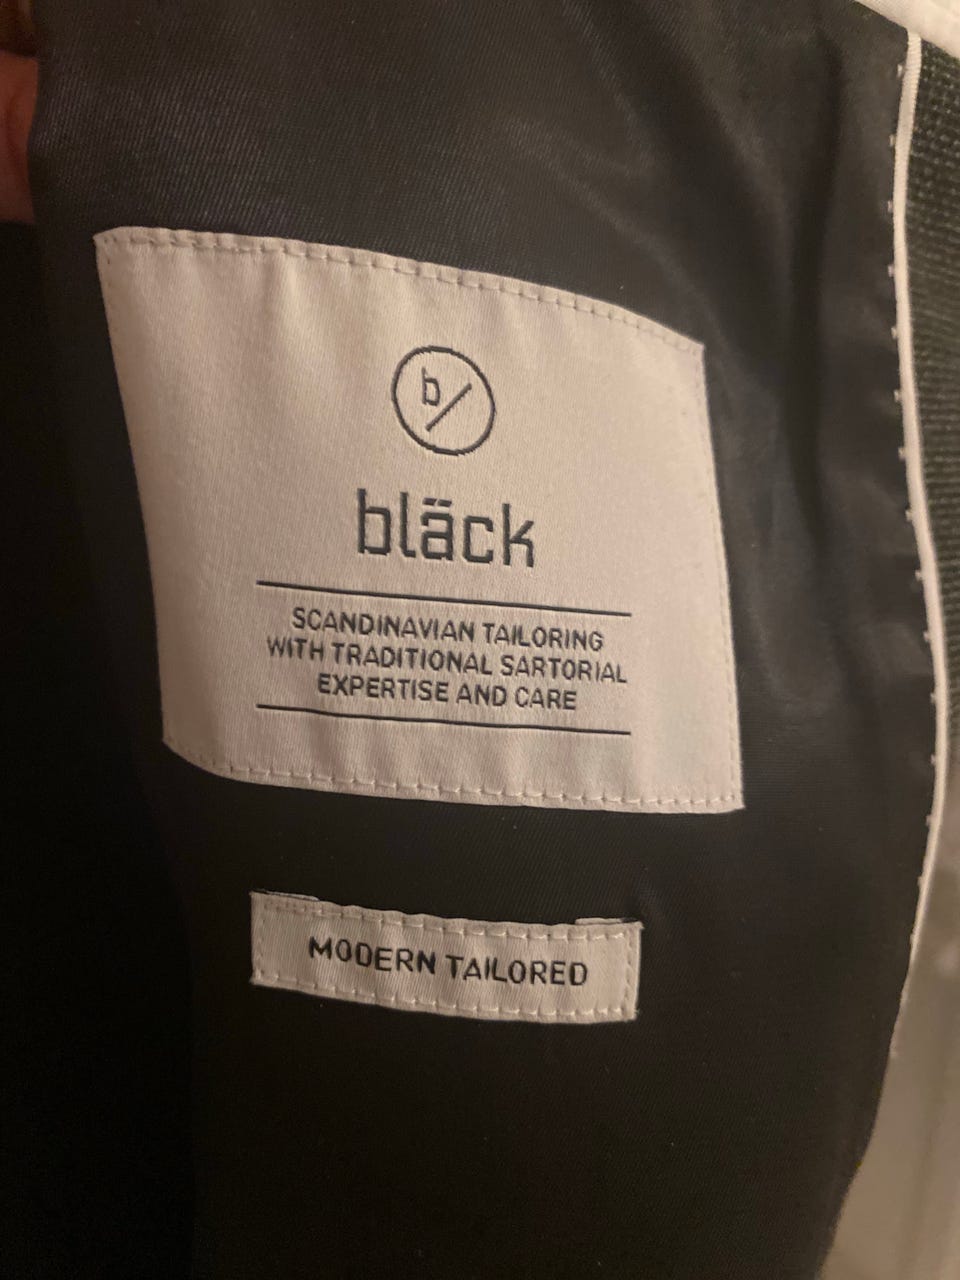 b/
bläck
SCANDINAVIAN TAILORING
WITH TRADITIONAL SARTORIAL
EXPERTISE AND CARE
MODERN TAILORED